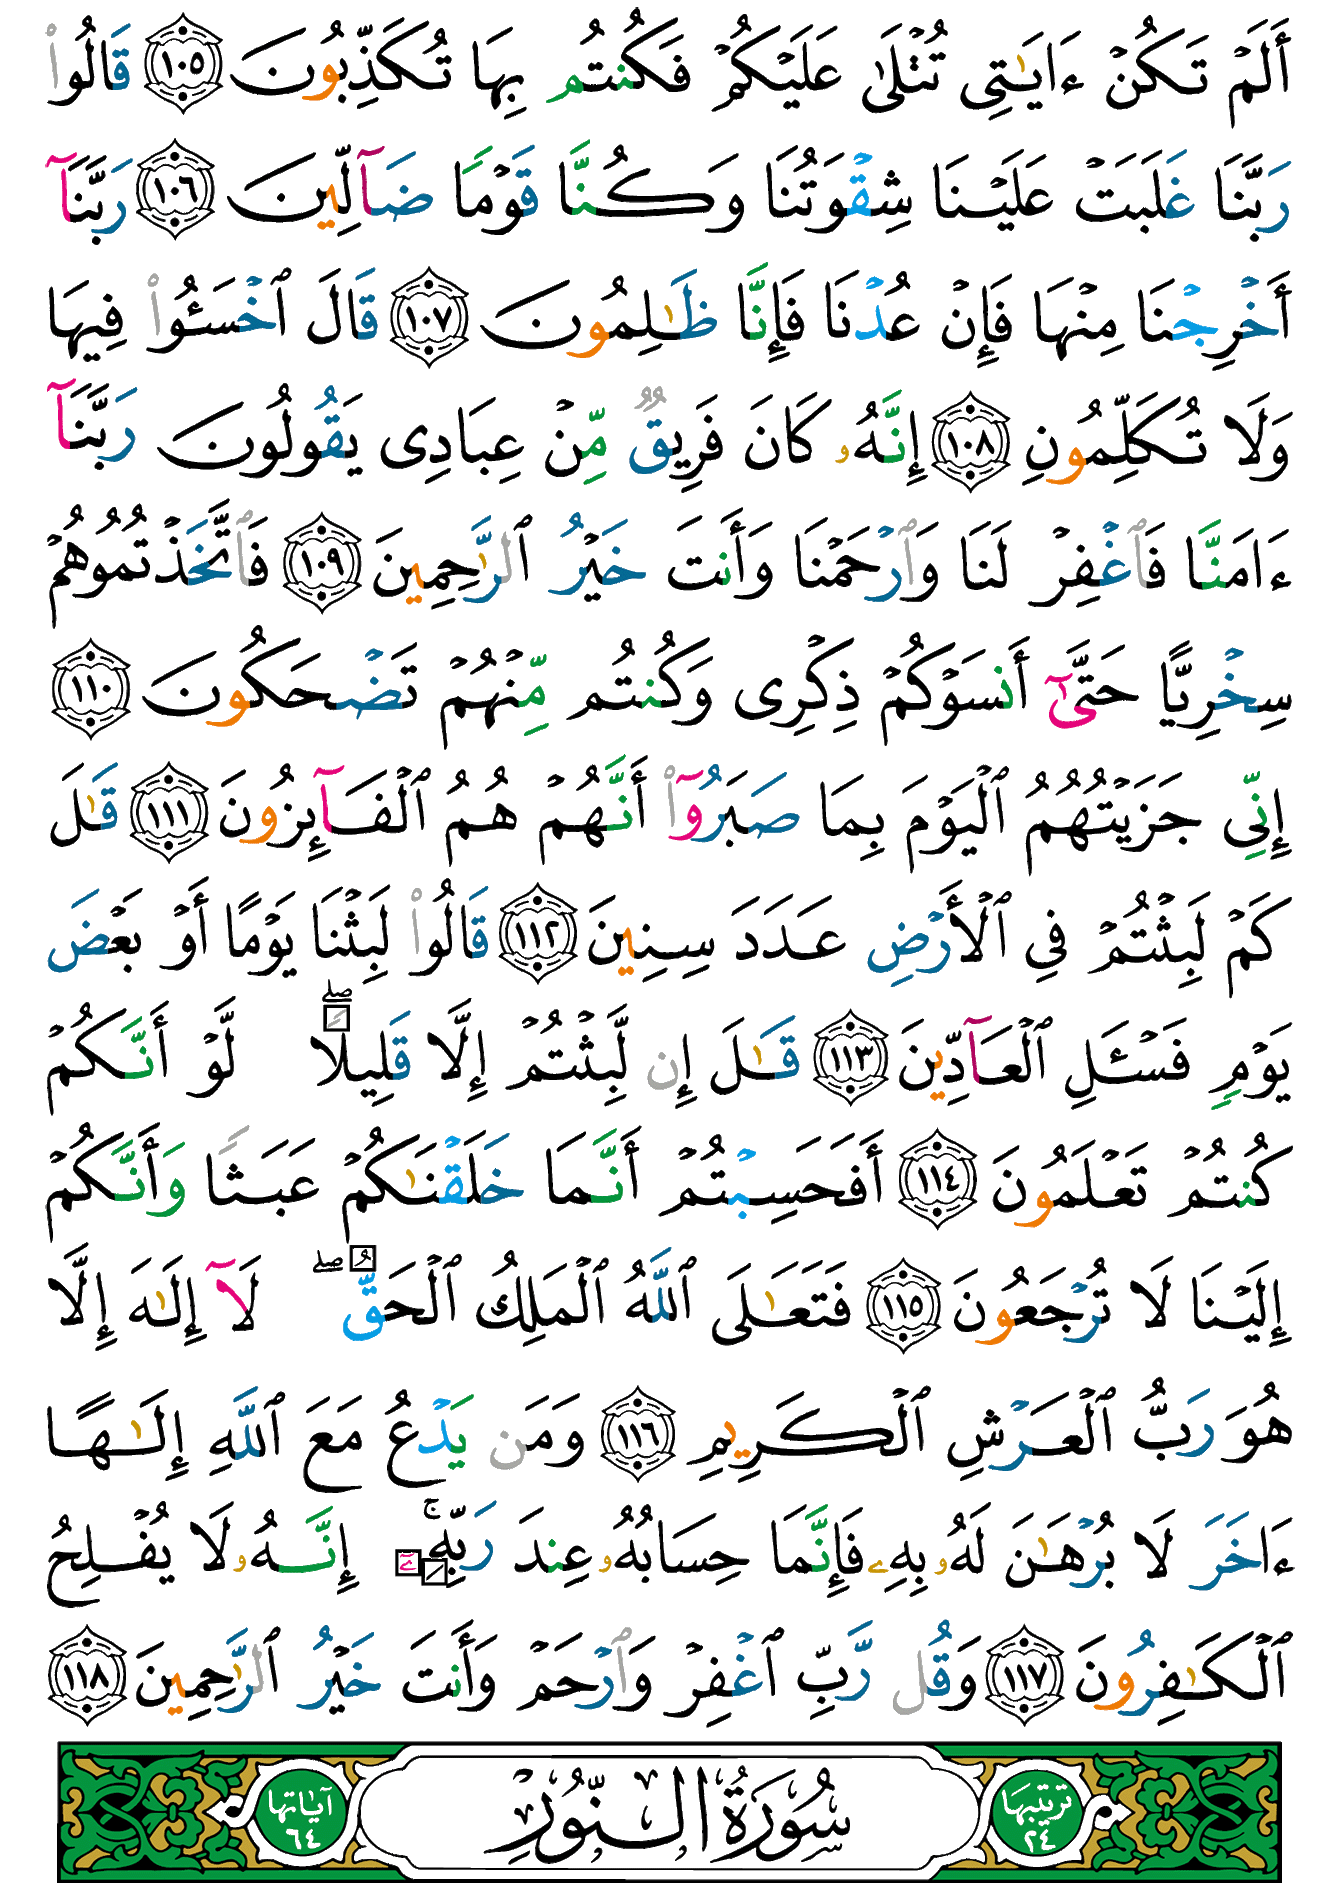 أَلَمْ تَكُنْ ءَايَٰتِى تُتْلَىٰ عَلَيْكُمْ فَكُنتُم بِهَا تُكَذِّبُونَ ١٠٥ قَالُوا۟
رَبَّنَا غَلَبَتْ عَلَيْنَا شِقْوَتُنَا وَكُنَّا قَوْمًا ضَآلِّينَ ١٠٦ رَبَّنَآ
أَخْرِجْنَا مِنْهَا فَإِنْ عُدْنَا فَإِنَّا ظَٰلِمُونَ ١٠٧ قَالَ ٱخْسَـُٔوا۟ فِيهَا
وَلَا تُكَلِّمُونِ ١٠٨ إِنَّهُۥ كَانَ فَرِيقٌ مِّنْ عِبَادِى يَقُولُونَ رَبَّنَآ
ءَامَنَّا فَٱغْفِرْ لَنَا وَٱرْحَمْنَا وَأَنتَ خَيْرُ ٱلرَّٰحِمِينَ ١٠٩ فَٱتَّخَذْتُمُوهُمْ
سِخْرِيًّا حَتَّىٰٓ أَنسَوْكُمْ ذِكْرِى وَكُنتُم مِّنْهُمْ تَضْحَكُونَ ١١٠
إِنِّى جَزَيْتُهُمُ ٱلْيَوْمَ بِمَا صَبَرُوٓا۟ أَنَّهُمْ هُمُ ٱلْفَآئِزُونَ ١١١ قَٰلَ
كَمْ لَبِثْتُمْ فِى ٱلْأَرْضِ عَدَدَ سِنِينَ ١١٢ قَالُوا۟ لَبِثْنَا يَوْمًا أَوْ بَعْضَ
يَوْمٍ فَسْـَٔلِ ٱلْعَآدِّينَ ١١٣ قَٰلَ إِن لَّبِثْتُمْ إِلَّا قَلِيلًا ۖ لَّوْ أَنَّكُمْ
كُنتُمْ تَعْلَمُونَ ١١٤ أَفَحَسِبْتُمْ أَنَّمَا خَلَقْنَٰكُمْ عَبَثًا وَأَنَّكُمْ
إِلَيْنَا لَا تُرْجَعُونَ ١١٥ فَتَعَٰلَى ٱللَّهُ ٱلْمَلِكُ ٱلْحَقُّ ۖ لَآ إِلَٰهَ إِلَّا
هُوَ رَبُّ ٱلْعَرْشِ ٱلْكَرِيمِ ١١٦ وَمَن يَدْعُ مَعَ ٱللَّهِ إِلَٰهًا
ءَاخَرَ لَا بُرْهَٰنَ لَهُۥ بِهِۦ فَإِنَّمَا حِسَابُهُۥ عِندَ رَبِّهِۦٓ ۚ إِنَّهُۥ لَا يُفْلِحُ
ٱلْكَٰفِرُونَ ١١٧ وَقُل رَّبِّ ٱغْفِرْ وَٱرْحَمْ وَأَنتَ خَيْرُ ٱلرَّٰحِمِينَ ١١٨
ترتيبها ٢٤ سُورَةُ النُّورِ آياتها ٦٤